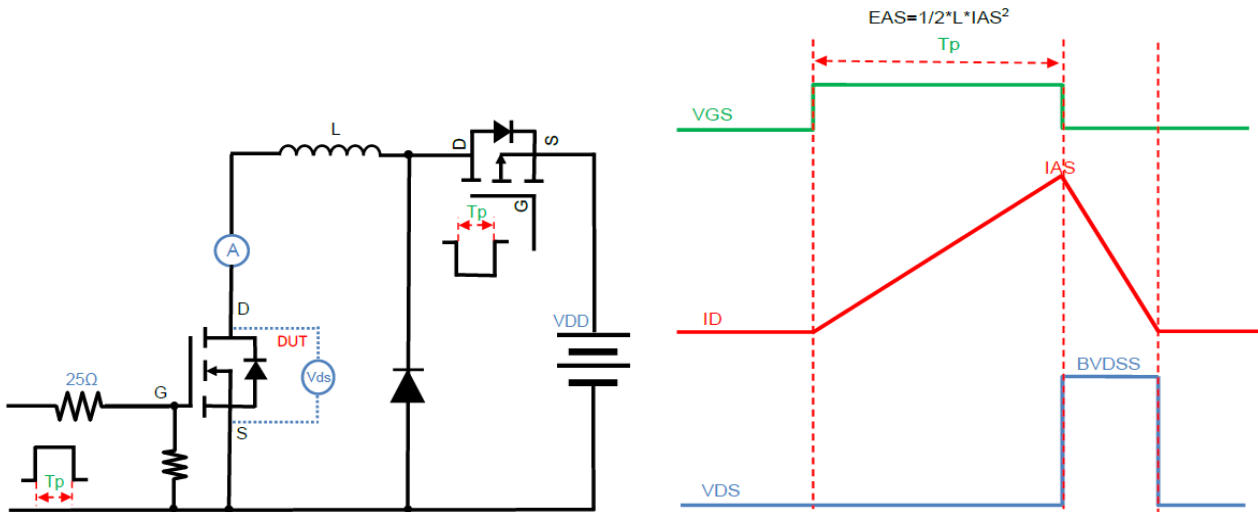 L
D
S
G
Tp
A
D
VDD
DUT
Vds
25Ω
G
S
Tp
EAS=1/2*L*IAS²
Tp
VGS
IAS
ID
BVDSS
VDS